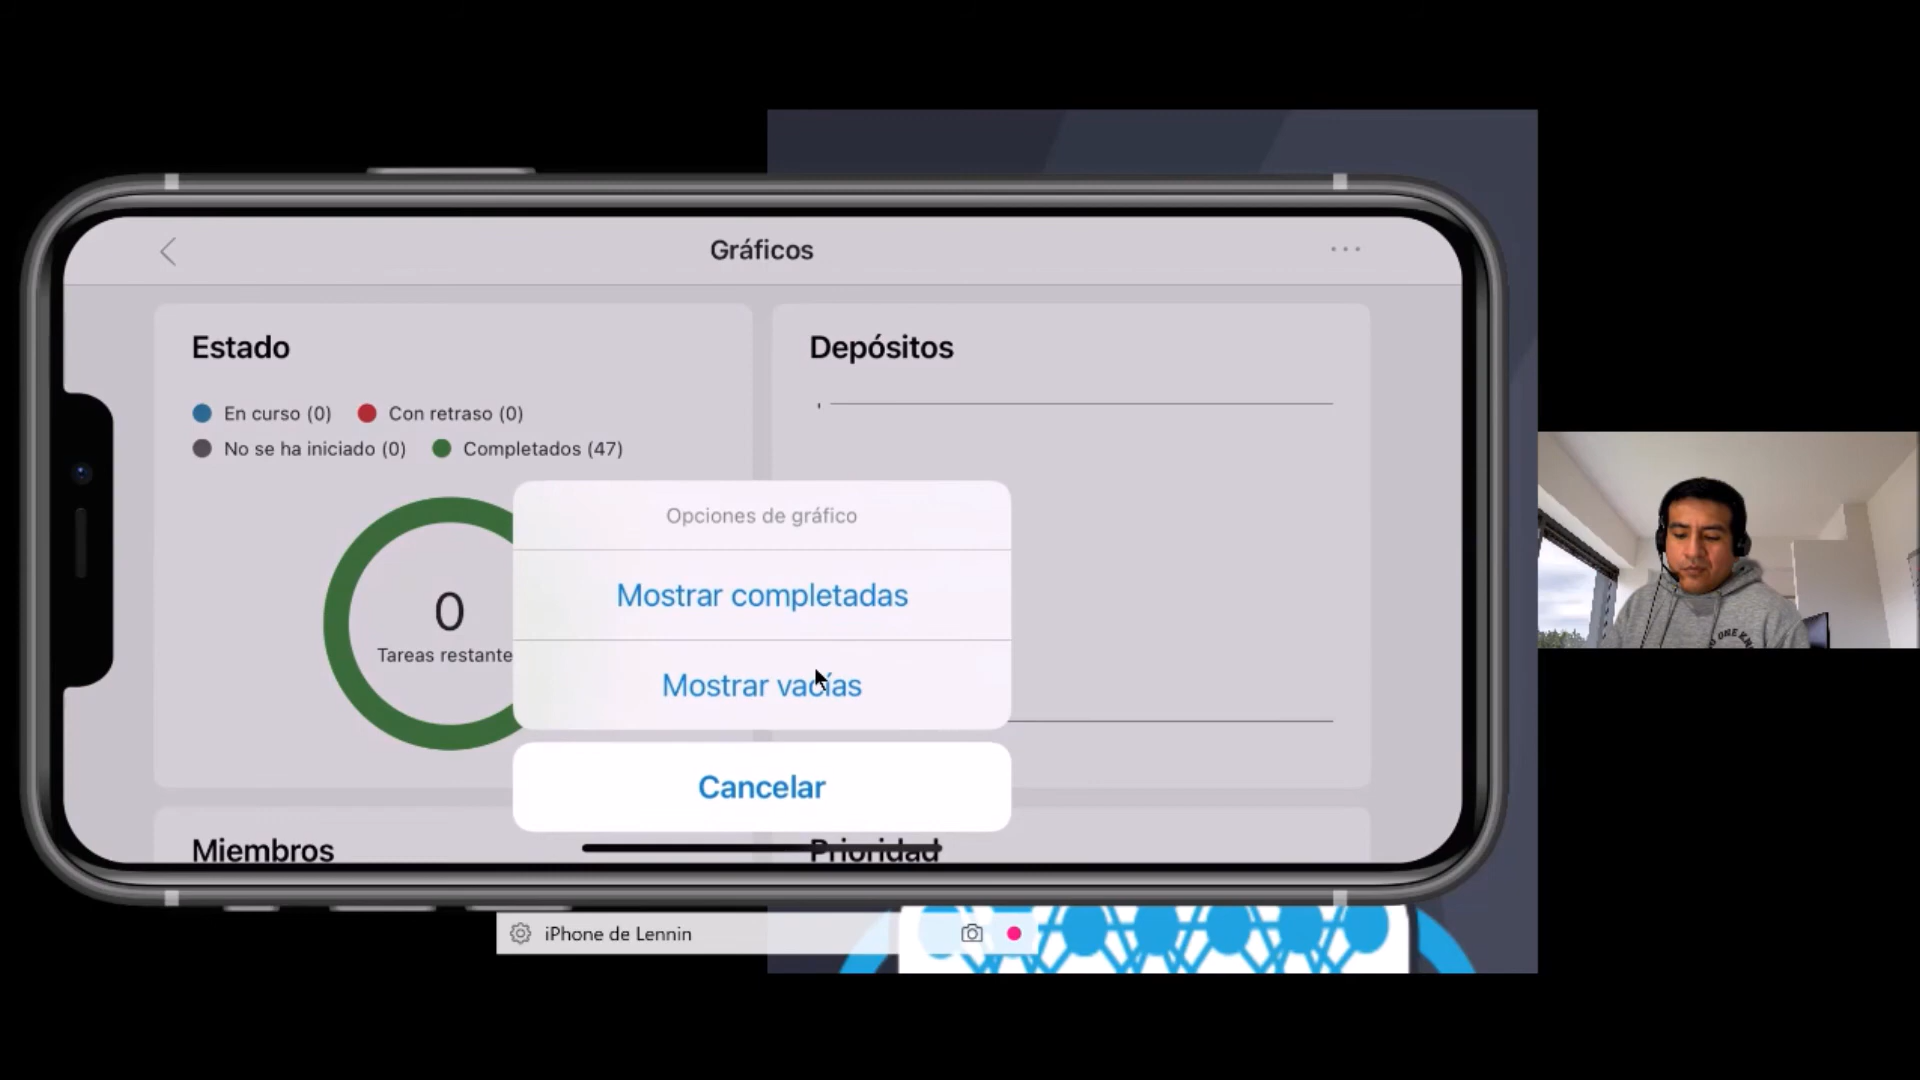 Gráficos
Estado
En curso (0) Con retraso (0)
No se ha iniciado (0) Completados (47)
0
Tareas restante
Depósitos
Opciones de gráfico
Mostrar completadas
Mostrar vacías
Cancelar
Miembros
Prioridad
iPhone de Lennin